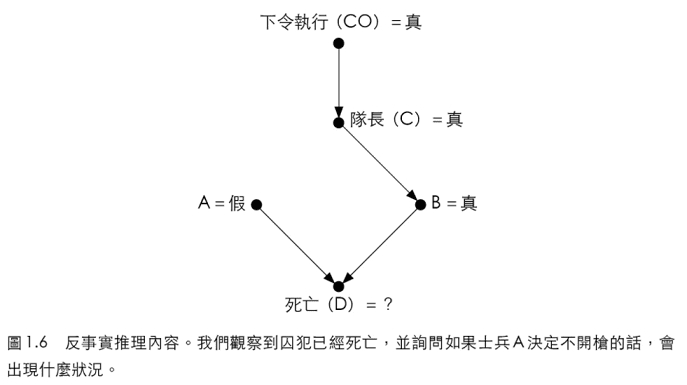 下令執行（CO）＝真
隊長（C）＝真
A＝假
B＝真
死亡（D）＝？
圖1.6 反事實推理內容。我們觀察到囚犯已經死亡，並詢問如果士兵A決定不開槍的話，會
出現什麼狀況。